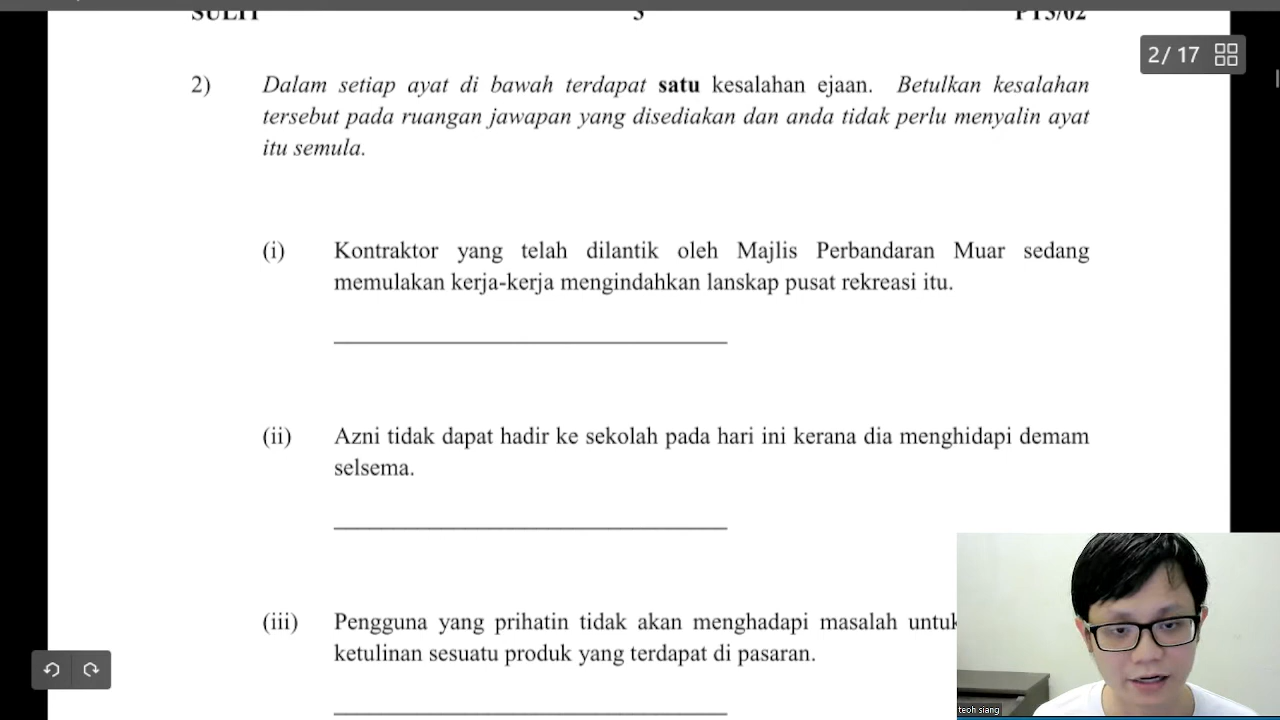 2/ 17
2) Dalam setiap ayat di bawah terdapat satu kesalahan ejaan. Betulkan kesalahan
tersebut pada ruangan jawapan yang disediakan dan anda tidak perlu menyalin ayat
itu semula.
(i) Kontraktor yang telah dilantik oleh Majlis Perbandaran Muar sedang
memulakan kerja-kerja mengindahkan lanskap pusat rekreasi itu.
(ii) Azni tidak dapat hadir ke sekolah pada hari ini kerana dia menghidapi demam
selsema.
(iii) Pengguna yang prihatin tidak akan menghadapi masalah untuk
ketulinan sesuatu produk yang terdapat di pasaran.
teoh siang